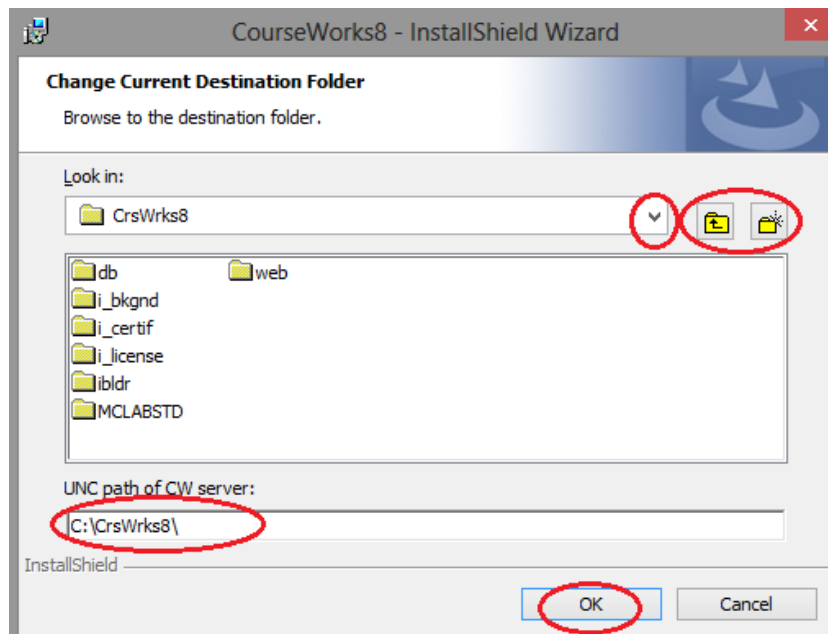 CourseWorks8 - InstallShield Wizard
Change Current Destination Folder
Browse to the destination folder.
Look in:
CrsWrks8
db
web
i_bkgnd
i_certif
i_license
ibldr
MCLABSTD
UNC path of CW server:
C:\CrsWrks8\
InstallShield
OK
Cancel